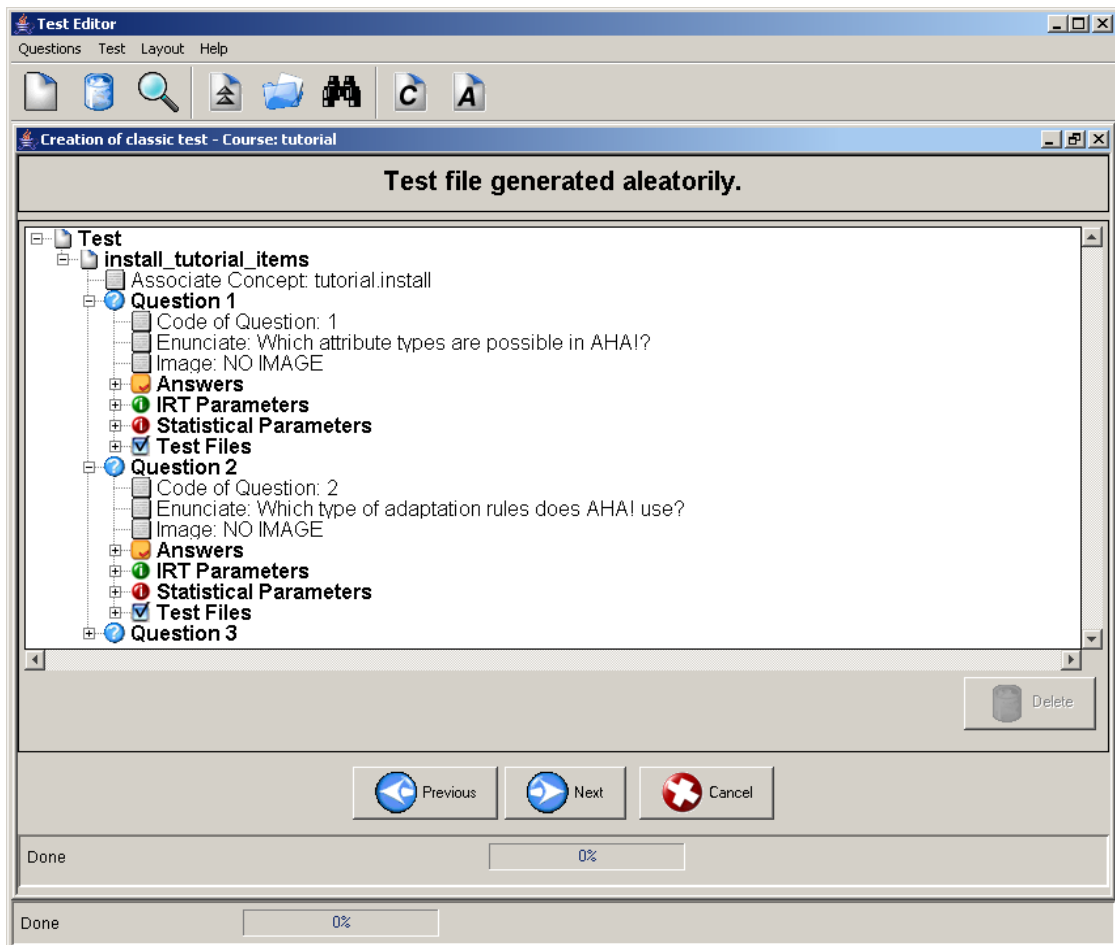 Test Editor
Questions Test Layout Help
C A
Creation of classic test - Course: tutorial
Test file generated aleatorily.
Test
install_tutorial_items
Associate Concept: tutorial.install
Question 1
Code of Question: 1
Enunciate: Which attribute types are possible in AHA!?
Image: NO IMAGE
Answers
IRT Parameters
Statistical Parameters
Test Files
Question 2
Code of Question: 2
Enunciate: Which type of adaptation rules does AHA! use?
Image: NO IMAGE
Answers
IRT Parameters
Statistical Parameters
Test Files
Question 3
Delete
Previous Next Cancel
Done 0%
Done 0%